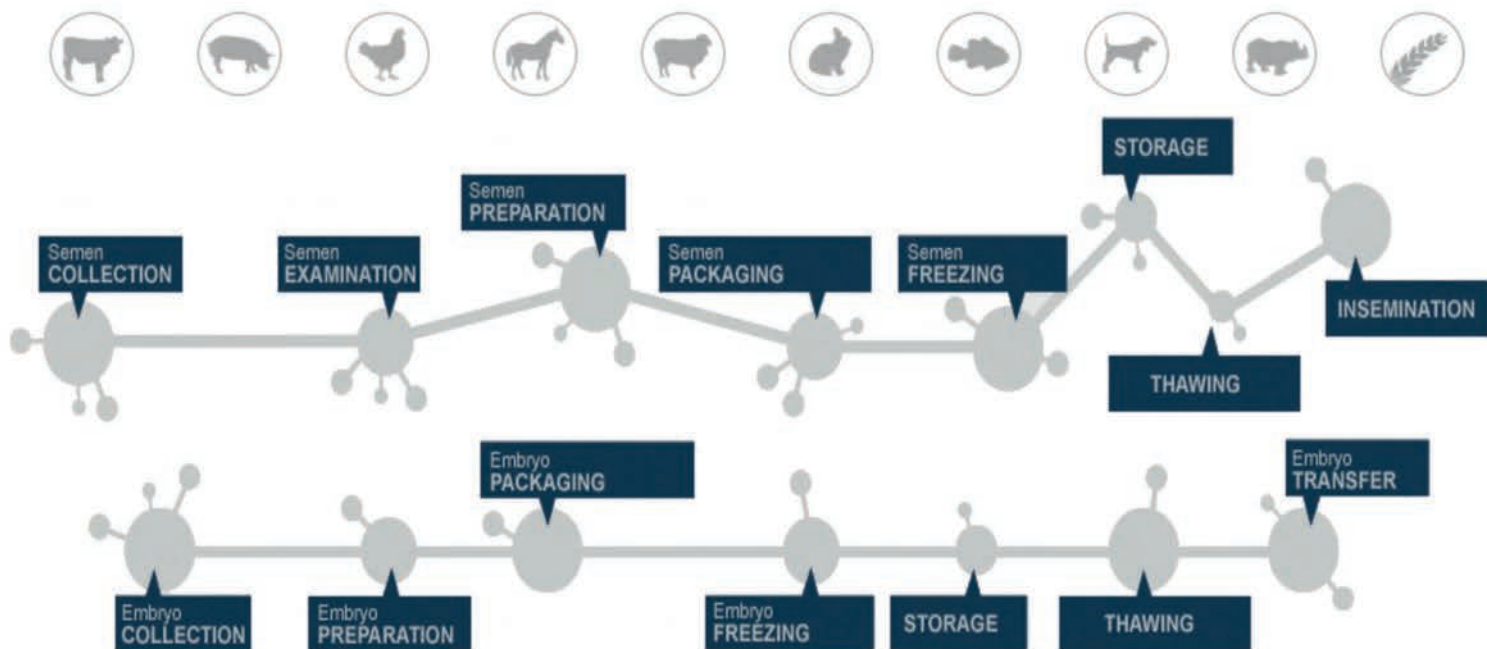 Semen
COLLECTION
Semen
EXAMINATION
Semen
PREPARATION
Semen
PACKAGING
Semen
FREEZING
STORAGE
THAWING
INSEMINATION
Embryo
COLLECTION
Embryo
PREPARATION
Embryo
PACKAGING
Embryo
FREEZING
STORAGE
THAWING
Embryo
TRANSFER